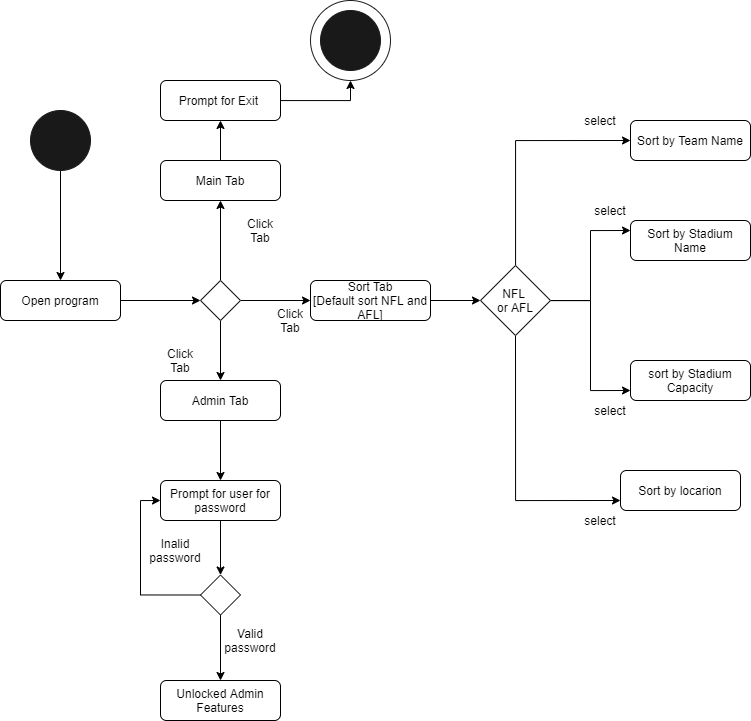 Prompt for Exit
Main Tab
Click
Tab
Open program
Sort Tab
[Default sort NFL and
AFL]
Click
Tab
NFL
or AFL
select
Sort by Team Name
select
Sort by Stadium
Name
sort by Stadium
Capacity
select
Sort by locarion
select
Click
Tab
Admin Tab
Prompt for user for
password
Inalid
password
Valid
password
Unlocked Admin
Features